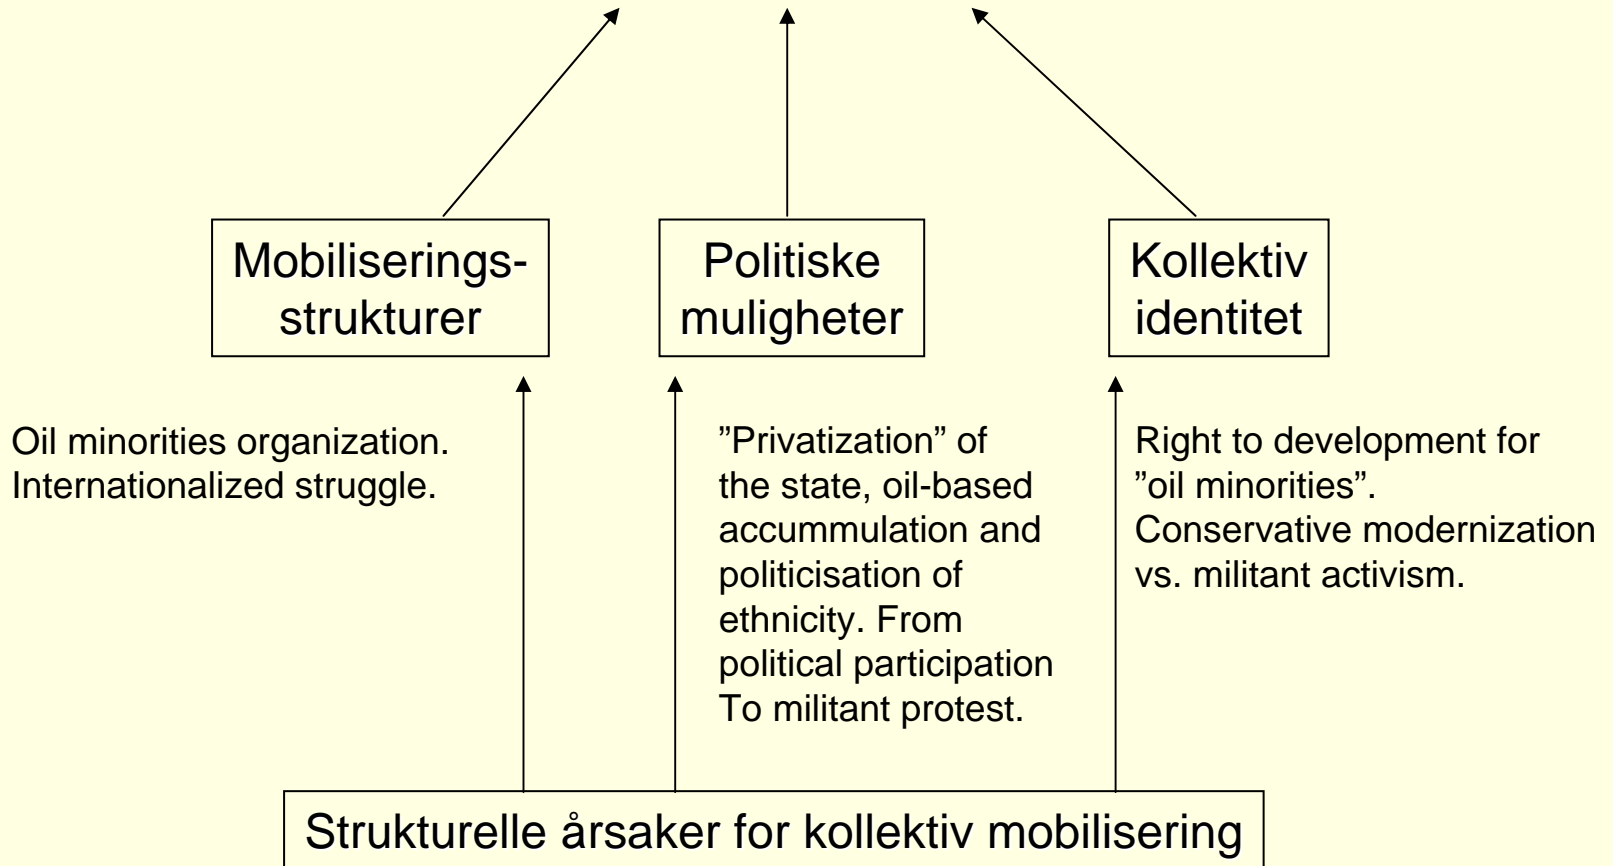 Mobiliserings-
strukturer
Politiske
muligheter
Kollektiv
identitet
Oil minorities organization.
Internationalized struggle.
”Privatization” of
the state, oil-based
accummulation and
politicisation of
ethnicity. From
political participation
To militant protest.
Right to development for
”oil minorities”.
Conservative modernization
vs. militant activism.
Strukturelle årsaker for kollektiv mobilisering